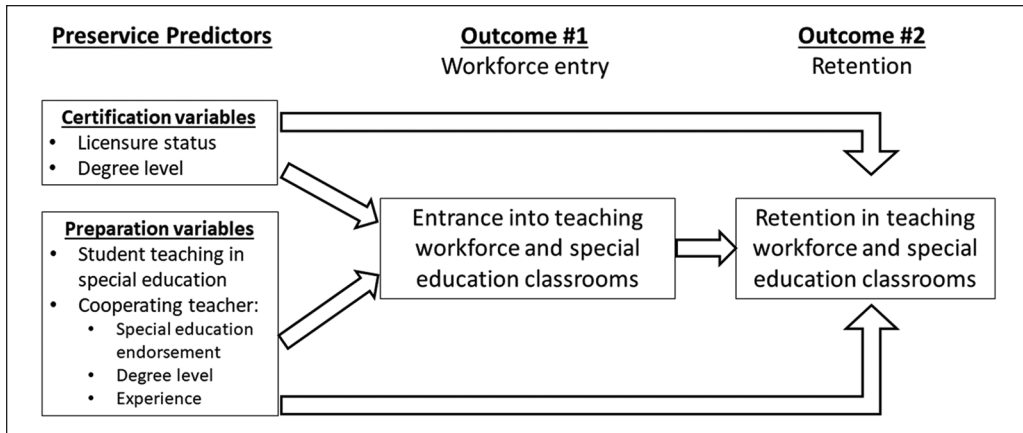 Preservice Predictors
Outcome #1
Workforce entry
Outcome #2
Retention
Certification variables
• Licensure status
• Degree level
Preparation variables
• Student teaching in
special education
• Cooperating teacher:
• Special education
endorsement
• Degree level
• Experience
Entrance into teaching
workforce and special
education classrooms
Retention in teaching
workforce and special
education classrooms